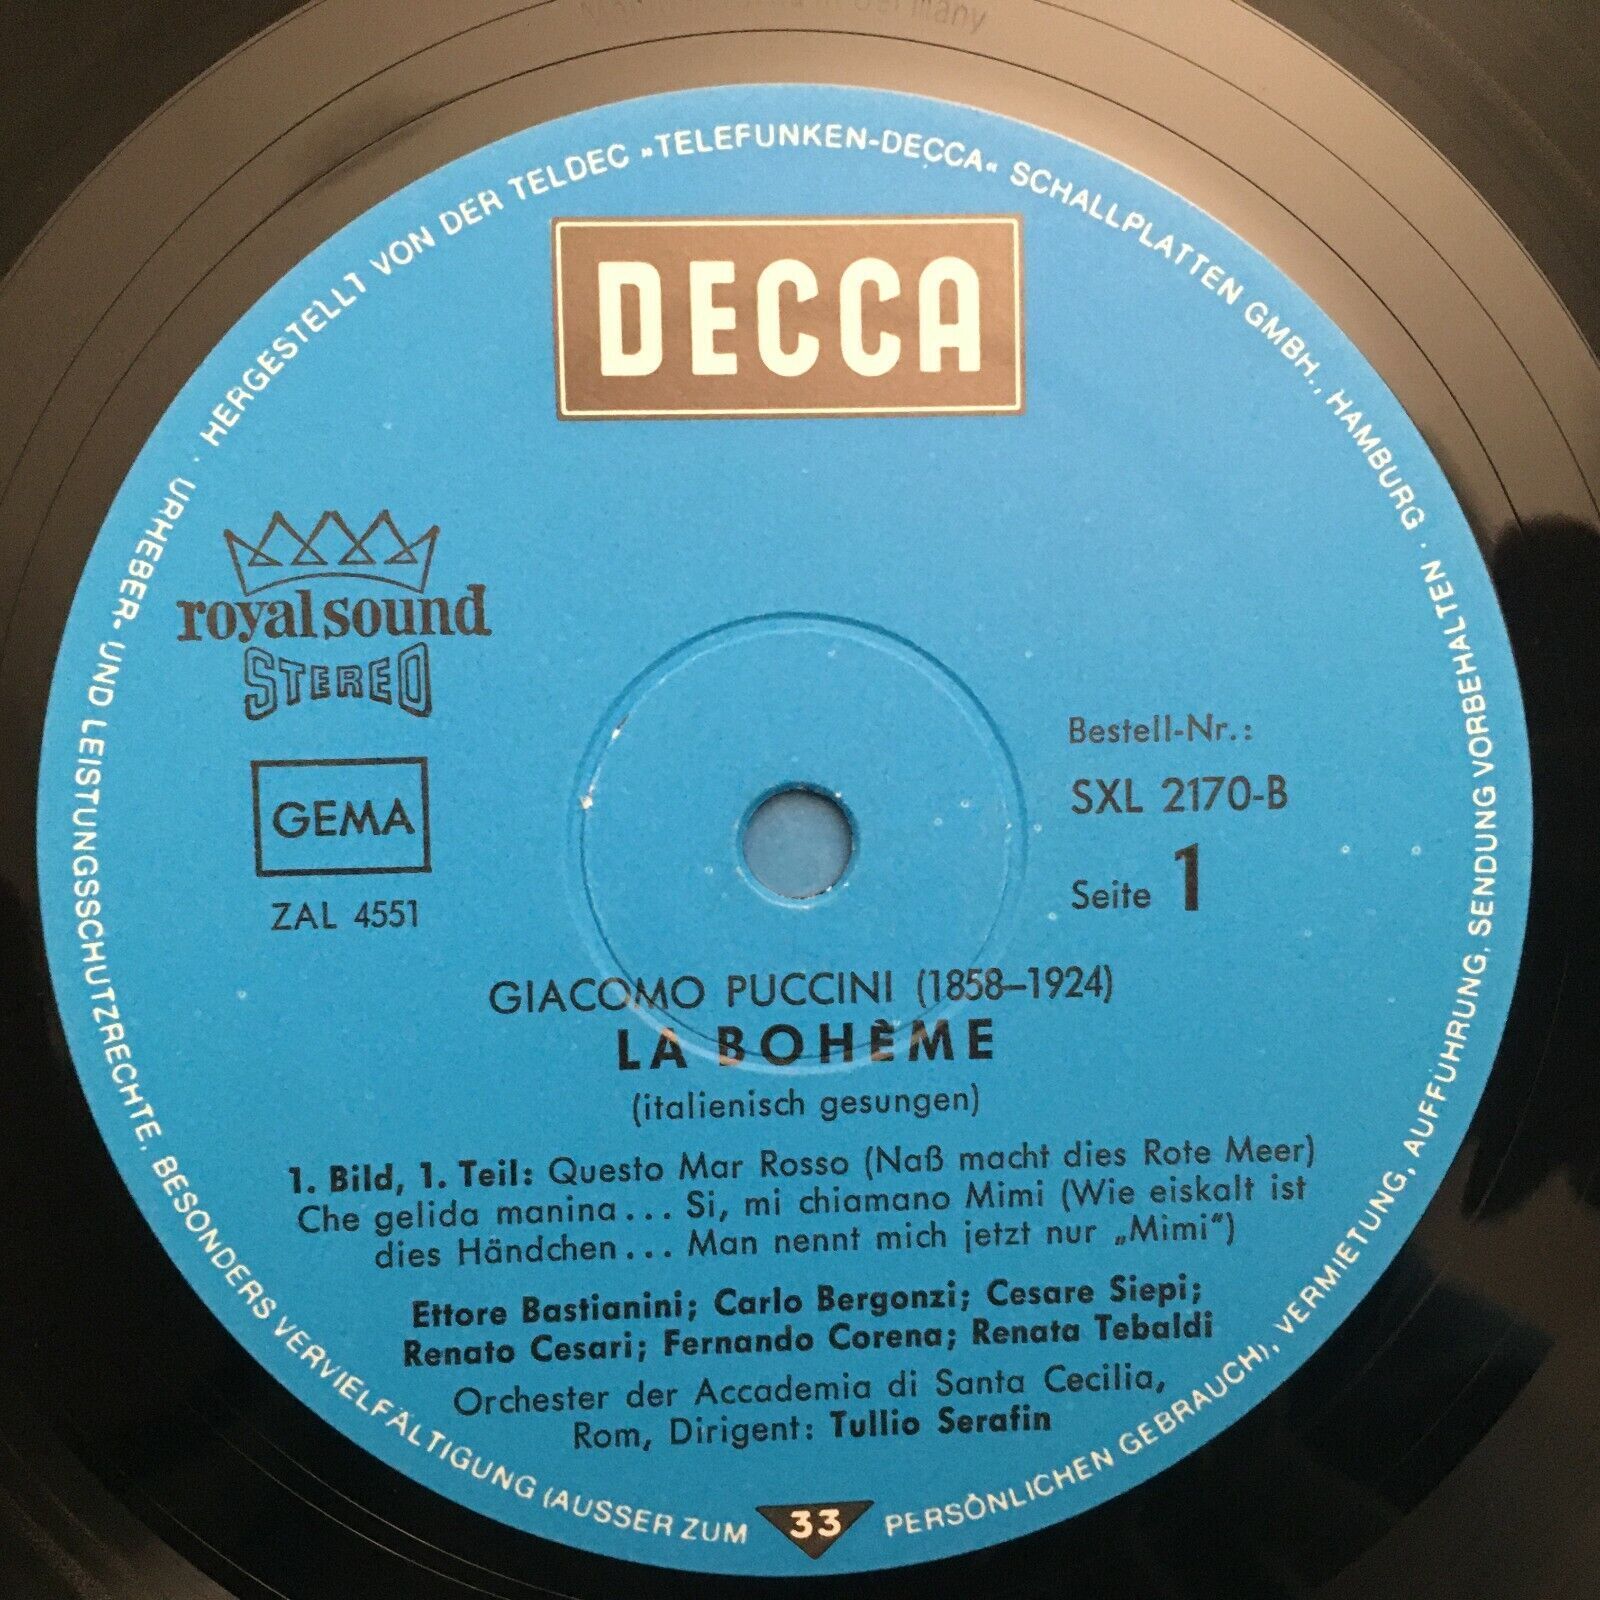 Germany
HERGESTELLT VON DER TELDEC »TELEFUNKEN-DECCA« SCHALLPLATTEN GMBH., HAMBURG ·
URHEBER- UND LEISTUNGSSCHUTZRECHTE, BESONDERS VERVIELFÄLTIGUNG (AUSSER ZUM PERSÖNLICHEN GEBRAUCH), VERMIETUNG, AUFFÜHRUNG, SENDUNG VORBEHALTEN ·
DECCA
royal sound
STEREO
GEMA
ZAL 4551
Bestell-Nr.:
SXL 2170-B
Seite 1
GIACOMO PUCCINI (1858–1924)
LA BOHÈME
(italienisch gesungen)
1. Bild, 1. Teil: Questo Mar Rosso (Naß macht dies Rote Meer)
Che gelida manina ... Si, mi chiamano Mimi (Wie eiskalt ist
dies Händchen ... Man nennt mich jetzt nur „Mimi“)
Ettore Bastianini; Carlo Bergonzi; Cesare Siepi;
Renato Cesari; Fernando Corena; Renata Tebaldi
Orchester der Accademia di Santa Cecilia,
Rom, Dirigent: Tullio Serafin
33